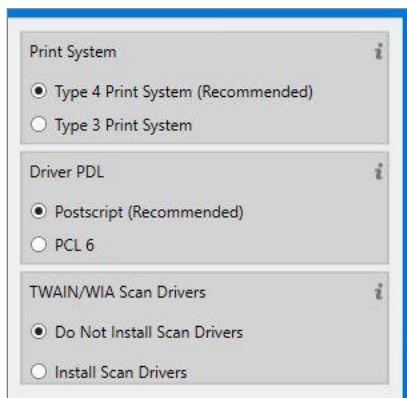 Print System
i
Type 4 Print System (Recommended)
Type 3 Print System
Driver PDL
i
Postscript (Recommended)
PCL 6
TWAIN/WIA Scan Drivers
i
Do Not Install Scan Drivers
Install Scan Drivers